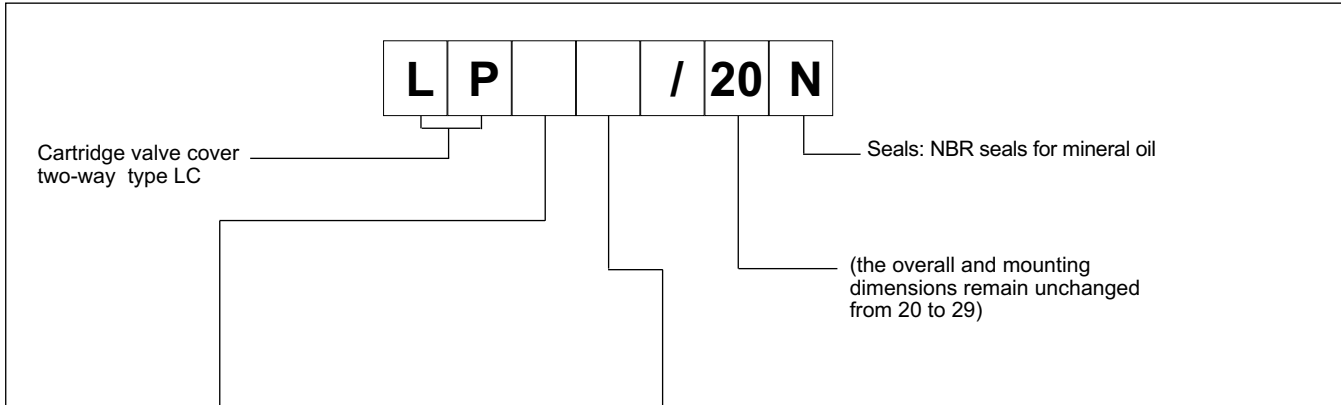 L P / 20 N
Cartridge valve cover
two-way type LC
Seals: NBR seals for mineral oil
(the overall and mounting
dimensions remain unchanged
from 20 to 29)